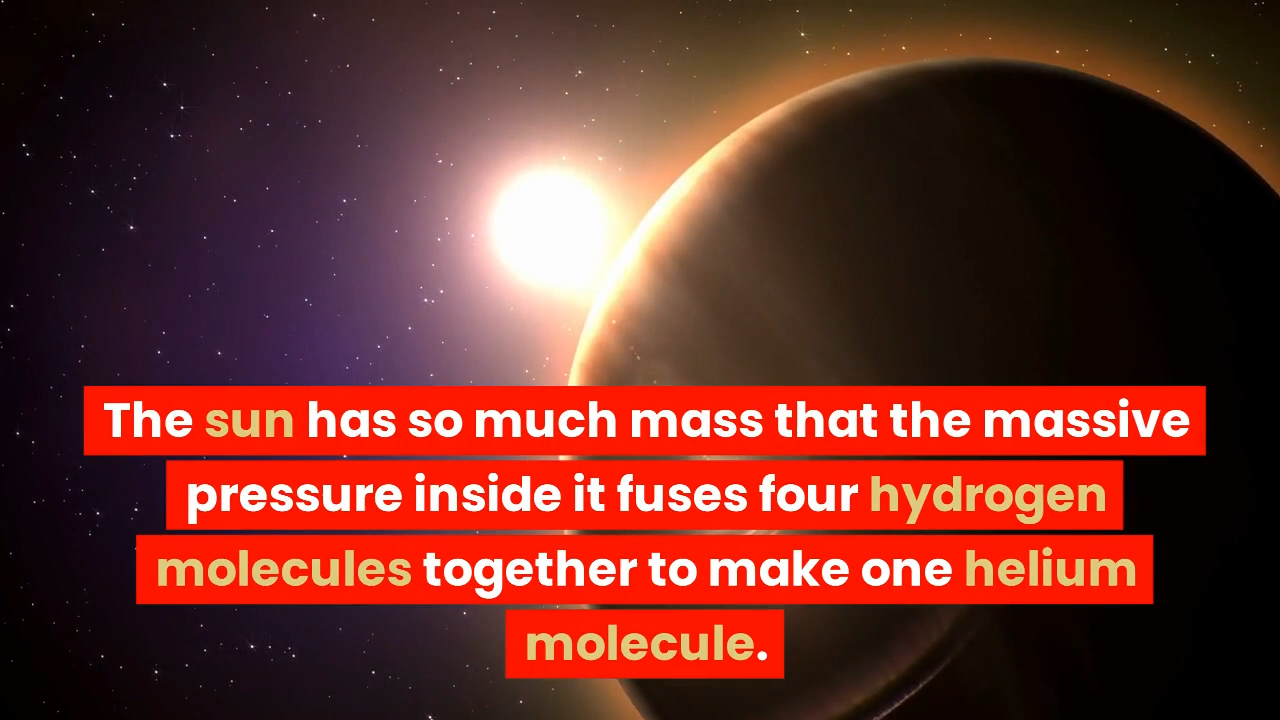 The sun has so much mass that the massive
pressure inside it fuses four hydrogen
molecules together to make one helium
molecule.